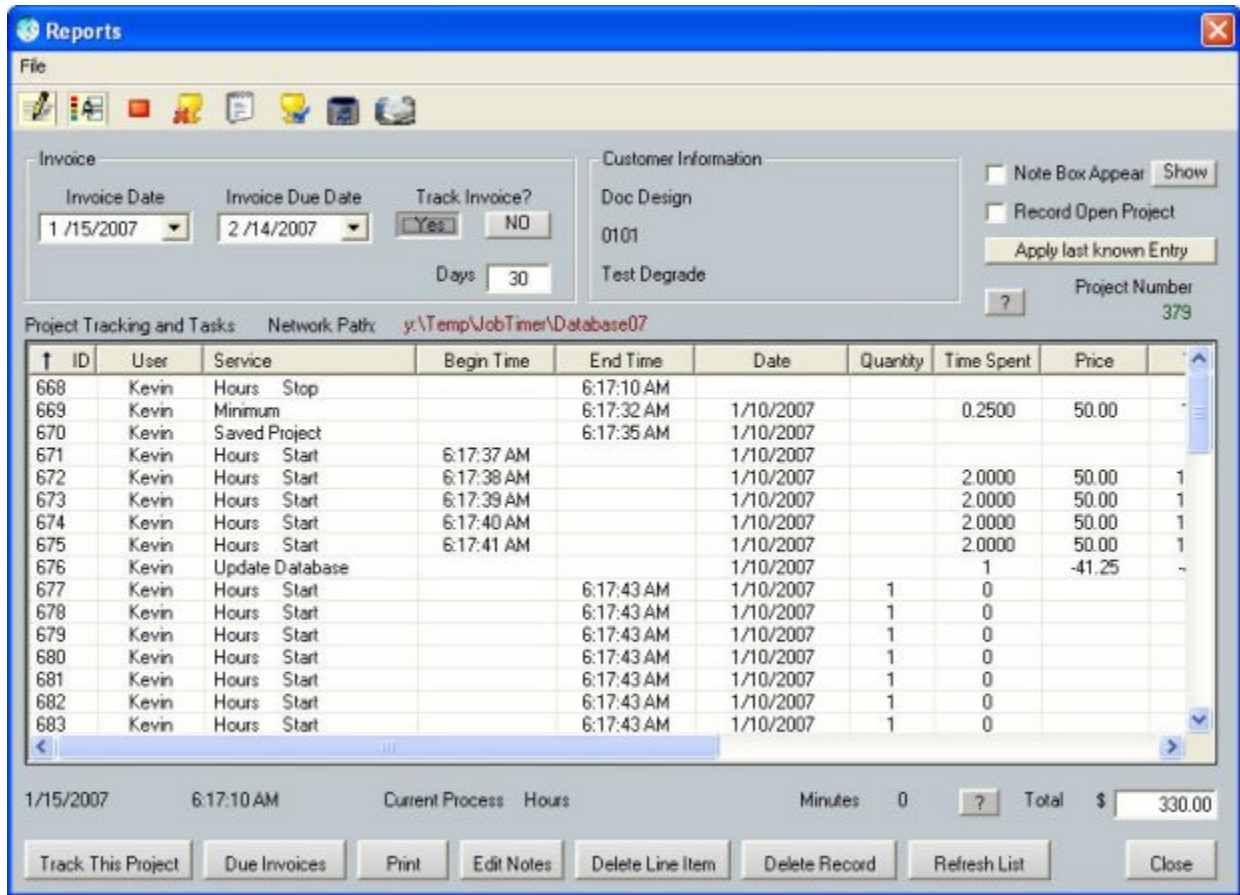 Reports
File
Invoice
Invoice Date Invoice Due Date Track Invoice?
1 /15/2007 2 /14/2007 Yes NO
Days 30
Customer Information
Doc Design
0101
Test Degrade
Note Box Appear Show
Record Open Project
Apply last known Entry
? Project Number
379
Project Tracking and Tasks Network Path: y:\Temp\JobTimer\Database07
ID User Service Begin Time End Time Date Quantity Time Spent Price
668 Kevin Hours Stop 6:17:10 AM
669 Kevin Minimum 6:17:32 AM 1/10/2007 0.2500 50.00
670 Kevin Saved Project 6:17:35 AM 1/10/2007
671 Kevin Hours Start 6:17:37 AM 1/10/2007
672 Kevin Hours Start 6:17:38 AM 1/10/2007 2.0000 50.00 1
673 Kevin Hours Start 6:17:39 AM 1/10/2007 2.0000 50.00 1
674 Kevin Hours Start 6:17:40 AM 1/10/2007 2.0000 50.00 1
675 Kevin Hours Start 6:17:41 AM 1/10/2007 2.0000 50.00 1
676 Kevin Update Database 1/10/2007 1 -41.25 -
677 Kevin Hours Start 6:17:43 AM 1/10/2007 1 0
678 Kevin Hours Start 6:17:43 AM 1/10/2007 1 0
679 Kevin Hours Start 6:17:43 AM 1/10/2007 1 0
680 Kevin Hours Start 6:17:43 AM 1/10/2007 1 0
681 Kevin Hours Start 6:17:43 AM 1/10/2007 1 0
682 Kevin Hours Start 6:17:43 AM 1/10/2007 1 0
683 Kevin Hours Start 6:17:43 AM 1/10/2007 1 0
1/15/2007 6:17:10 AM Current Process Hours Minutes 0 ? Total $ 330.00
Track This Project Due Invoices Print Edit Notes Delete Line Item Delete Record Refresh List Close